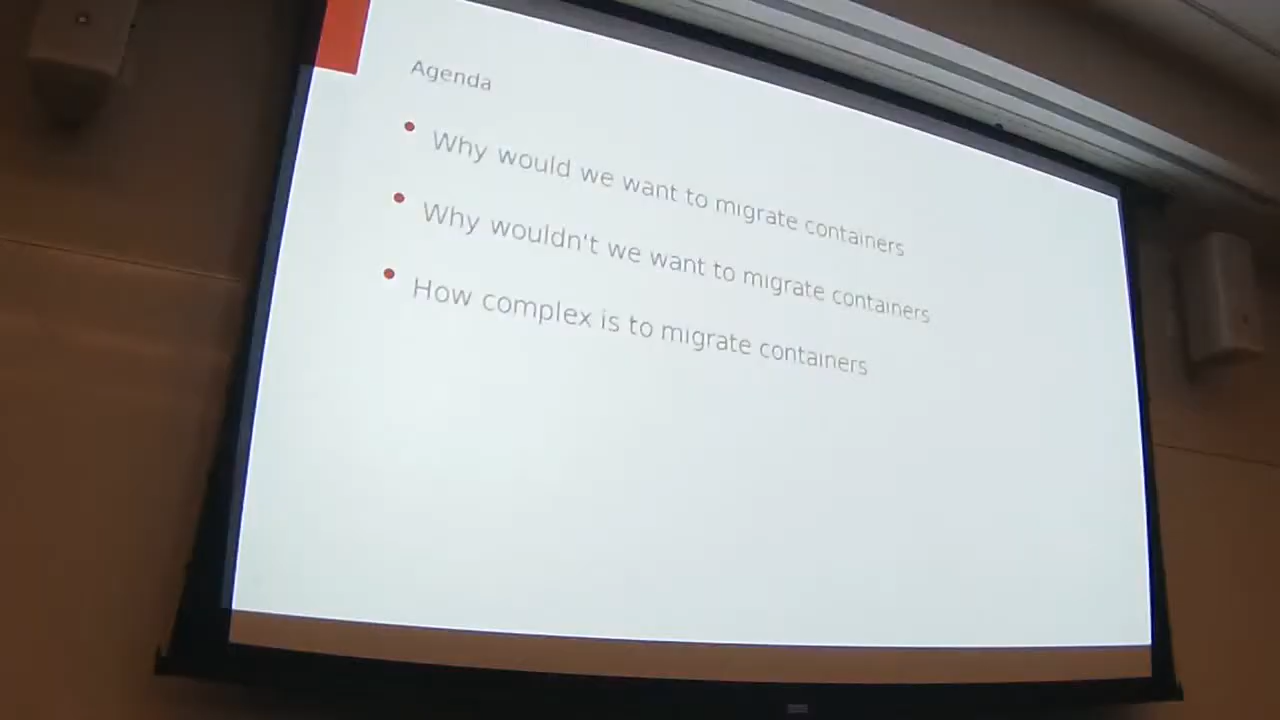 Agenda
Why would we want to migrate containers
Why wouldn't we want to migrate containers
How complex is to migrate containers